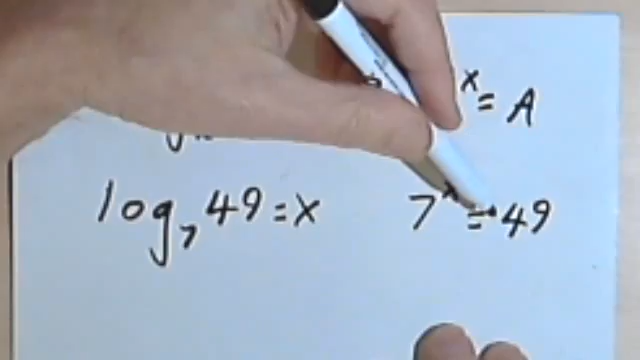 x = A
log₇ 49 = x 7ˣ = 49